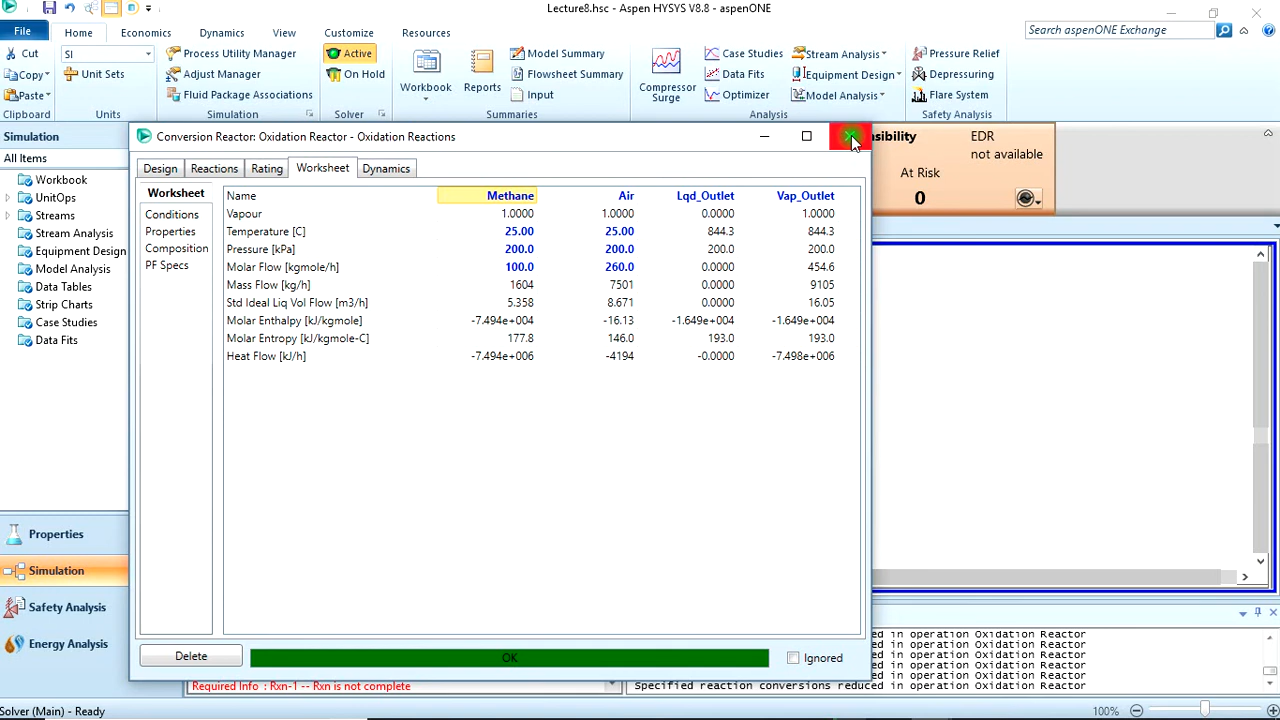 Lecture8.hsc - Aspen HYSYS V8.8 - aspenONE
File Home Economics Dynamics View Customize Resources
Search aspenONE Exchange
Cut SI Process Utility Manager Active Model Summary Case Studies Stream Analysis Pressure Relief
Copy Unit Sets Adjust Manager On Hold Workbook Reports Flowsheet Summary Compressor Surge Data Fits Equipment Design Depressuring
Paste Fluid Package Associations Input Optimizer Model Analysis Flare System
Clipboard Units Simulation Solver Summaries Analysis Safety Analysis
Simulation
Conversion Reactor: Oxidation Reactor - Oxidation Reactions
sibility EDR
not available
At Risk
0
All Items
Workbook
UnitOps
Streams
Stream Analysis
Equipment Design
Model Analysis
Data Tables
Strip Charts
Case Studies
Data Fits
Design Reactions Rating Worksheet Dynamics
Worksheet
Conditions
Properties
Composition
PF Specs
Name Methane Air Lqd_Outlet Vap_Outlet
Vapour 1.0000 1.0000 0.0000 1.0000
Temperature [C] 25.00 25.00 844.3 844.3
Pressure [kPa] 200.0 200.0 200.0 200.0
Molar Flow [kgmole/h] 100.0 260.0 0.0000 454.6
Mass Flow [kg/h] 1604 7501 0.0000 9105
Std Ideal Liq Vol Flow [m3/h] 5.358 8.671 0.0000 16.05
Molar Enthalpy [kJ/kgmole] -7.494e+004 -16.13 -1.649e+004 -1.649e+004
Molar Entropy [kJ/kgmole-C] 177.8 146.0 193.0 193.0
Heat Flow [kJ/h] -7.494e+006 -4194 -0.0000 -7.498e+006
Properties
Simulation
Safety Analysis
Energy Analysis
Delete OK Ignored
ed in operation Oxidation Reactor
ed in operation Oxidation Reactor
ed in operation Oxidation Reactor
ed in operation Oxidation Reactor
ed in operation Oxidation Reactor
Required Info : Rxn-1 -- Rxn is not complete
Specified reaction conversions reduced in operation Oxidation Reactor
Solver (Main) - Ready
100%